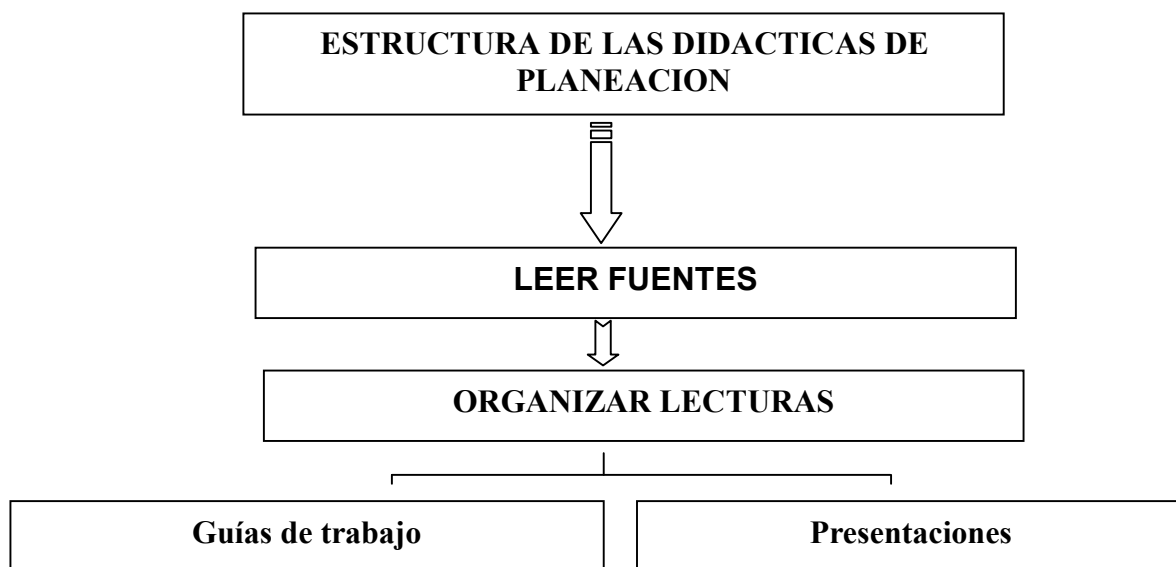 ESTRUCTURA DE LAS DIDACTICAS DE
PLANEACION
LEER FUENTES
ORGANIZAR LECTURAS
Guías de trabajo
Presentaciones